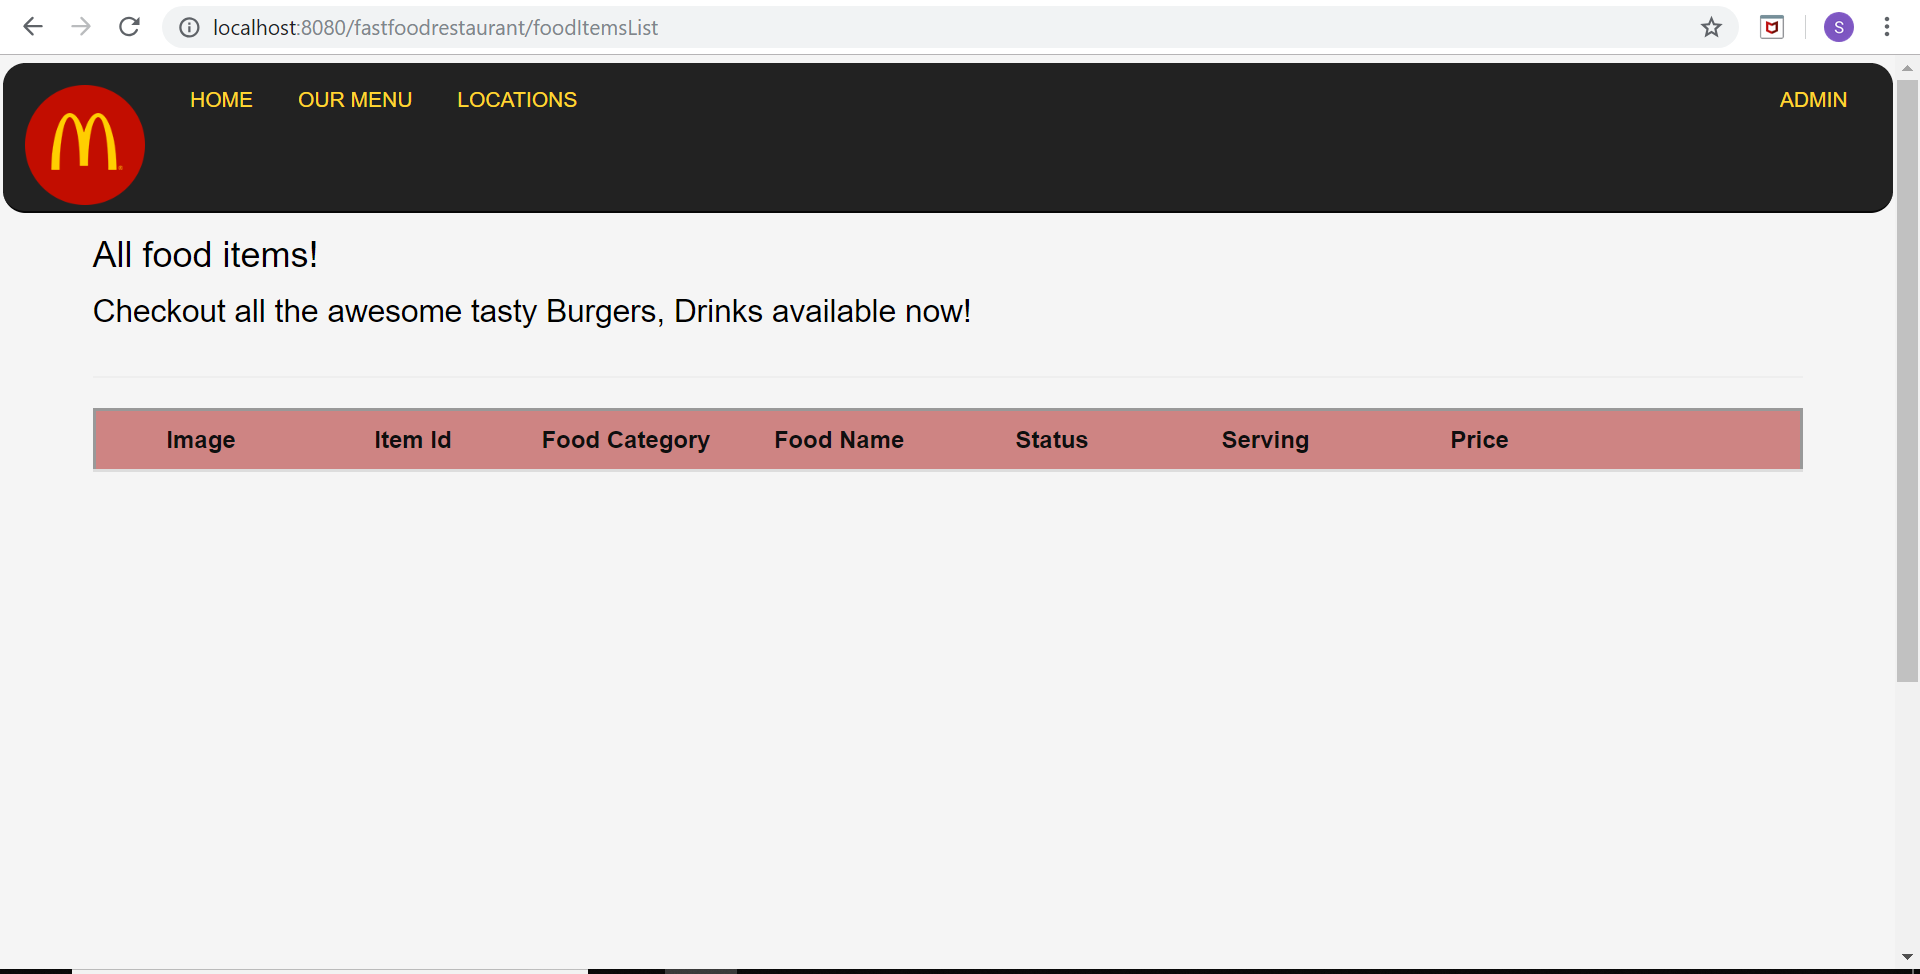 localhost:8080/fastfoodrestaurant/foodItemsList
S
HOME OUR MENU LOCATIONS ADMIN
All food items!
Checkout all the awesome tasty Burgers, Drinks available now!
Image Item Id Food Category Food Name Status Serving Price